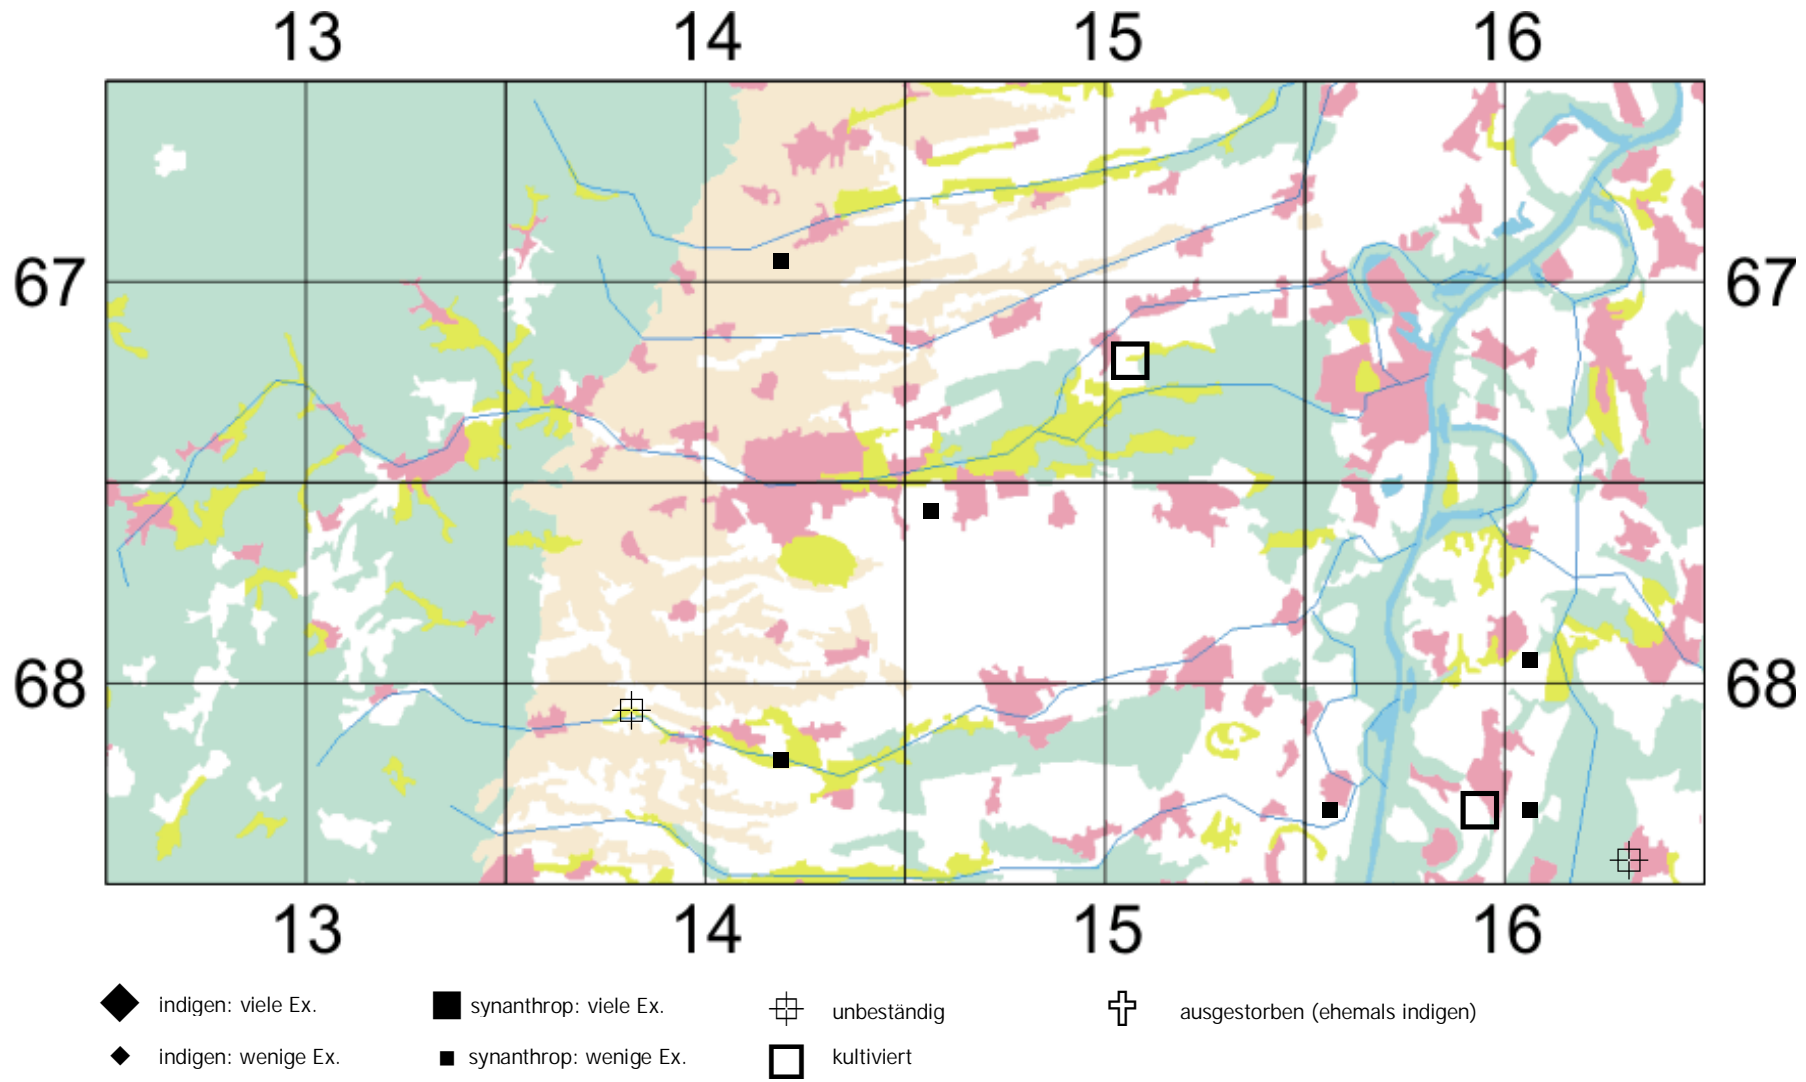 13 14 15 16
67 67
68 68
13 14 15 16
indigen: viele Ex. synanthrop: viele Ex. unbeständig ausgestorben (ehemals indigen)
indigen: wenige Ex. synanthrop: wenige Ex. kultiviert